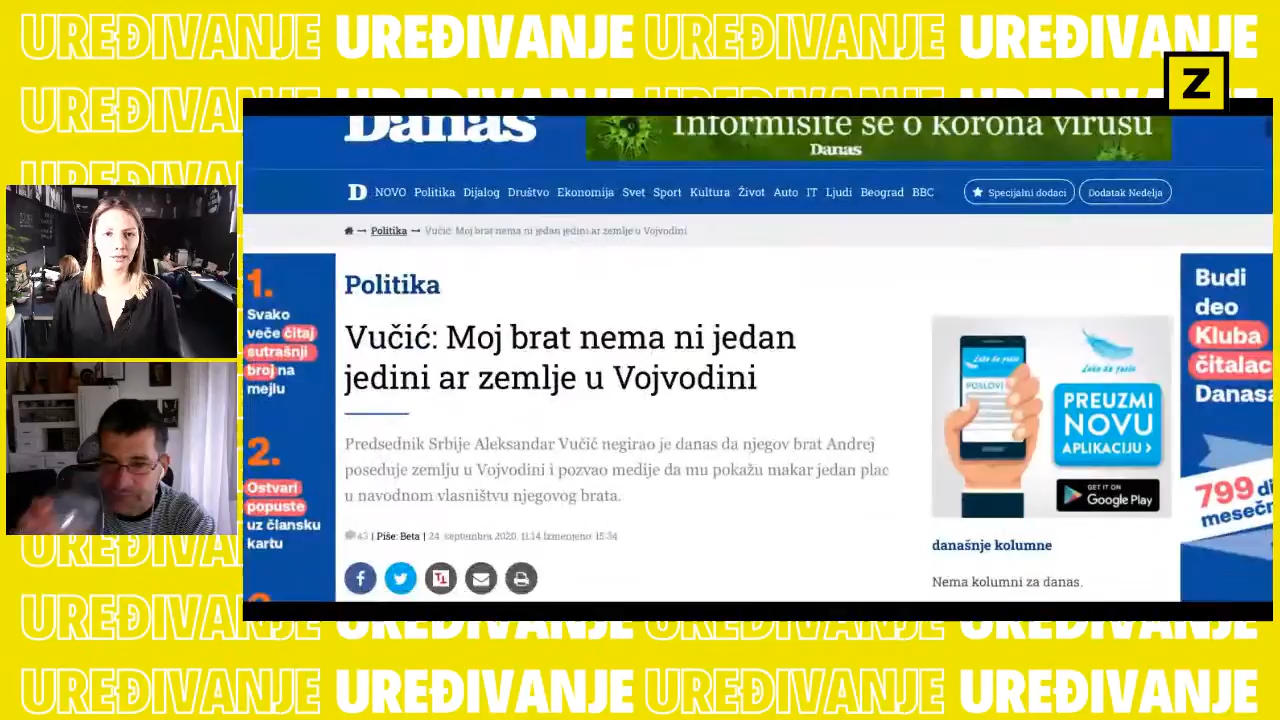 UREĐIVANJE UREĐIVANJE UREĐIVANJE UREĐIVANJE
Z
Danas
Informišite se o korona virusu
Danas
D NOVO Politika Dijalog Društvo Ekonomija Svet Sport Kultura Život Auto IT Ljudi Beograd BBC
Specijalni dodaci
Dodatak Nedelja
Politika → Vučić: Moj brat nema ni jedan jedini ar zemlje u Vojvodini
1.
Svako
veče čitaj
sutrašnji
broj na
mejlu
2.
Ostvari
popuste
uz člansku
kartu
Politika
Vučić: Moj brat nema ni jedan
jedini ar zemlje u Vojvodini
Predsednik Srbije Aleksandar Vučić negirao je danas da njegov brat Andrej
poseduje zemlju u Vojvodini i pozvao medije da mu pokažu makar jedan plac
u navodnom vlasništvu njegovog brata.
43 | Piše: Beta | 24. septembra 2020. 11.14 Izmenjeno: 15.34
POSLOVI
PREUZMI
NOVU
APLIKACIJU ›
GET IT ON
Google Play
današnje kolumne
Nema kolumni za danas.
Budi
deo
Kluba
čitalac
Danasa
799 di
mesečn
UREĐIVANJE UREĐIVANJE UREĐIVANJE UREĐIVANJE
UREĐIVANJE UREĐIVANJE UREĐIVANJE UREĐIVANJE